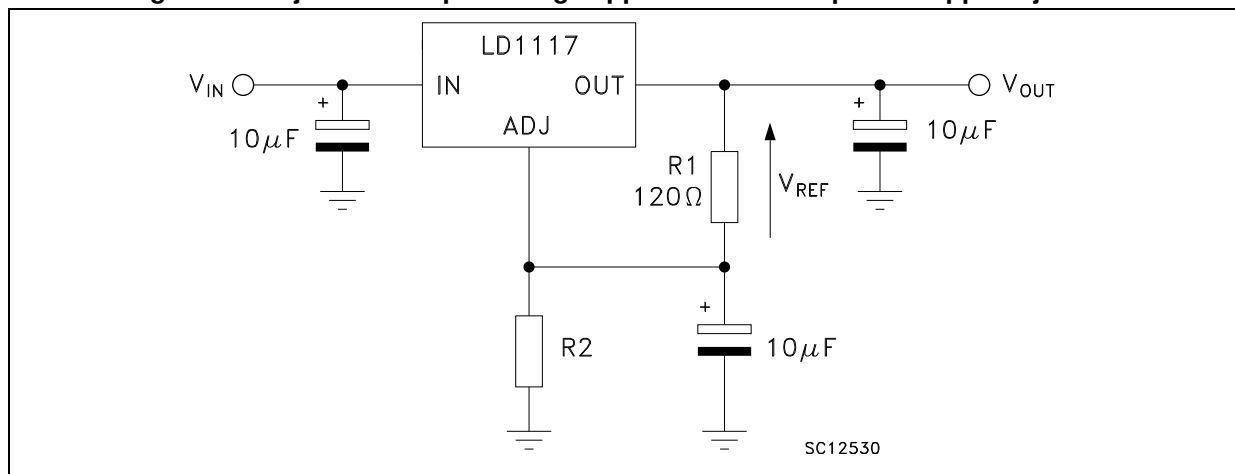 LD1117
V_IN
IN
OUT
V_OUT
ADJ
+
10μF
+
10μF
R1
120Ω
V_REF
+
R2
10μF
SC12530